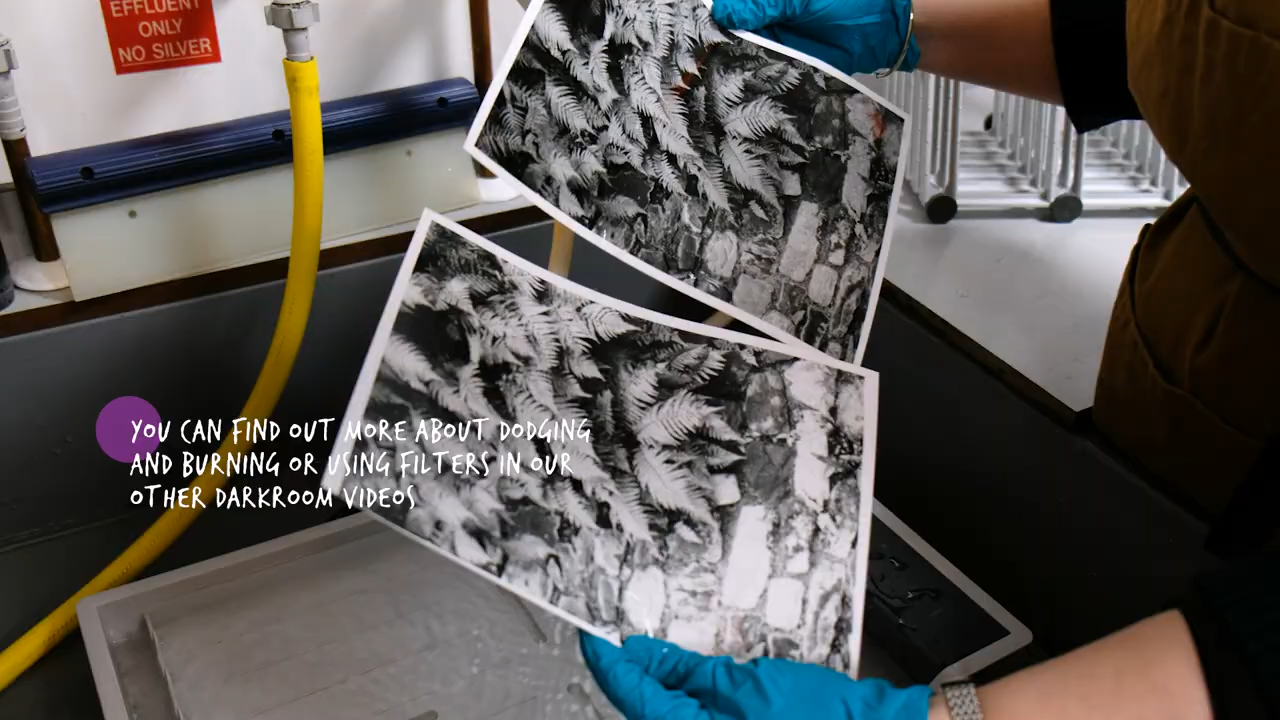 EFFLUENT
ONLY
NO SILVER
YOU CAN FIND OUT MORE ABOUT DODGING
AND BURNING OR USING FILTERS IN OUR
OTHER DARKROOM VIDEOS